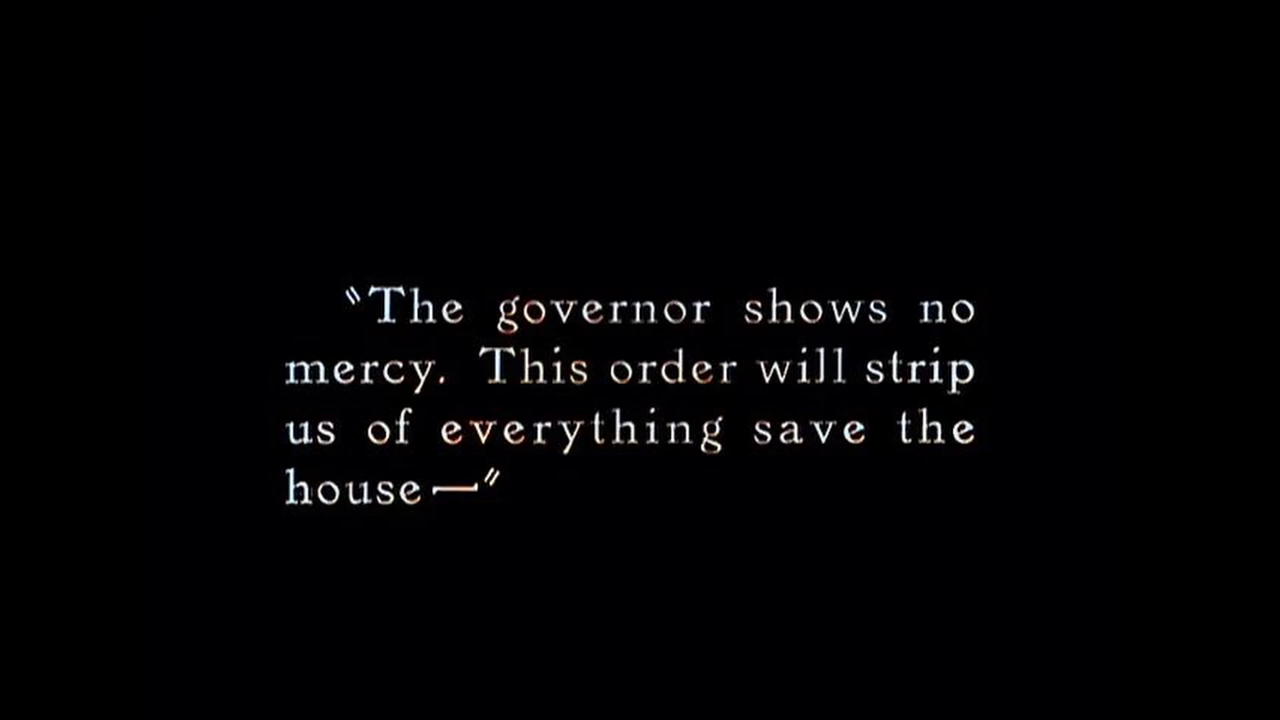 "The governor shows no
mercy. This order will strip
us of everything save the
house—"